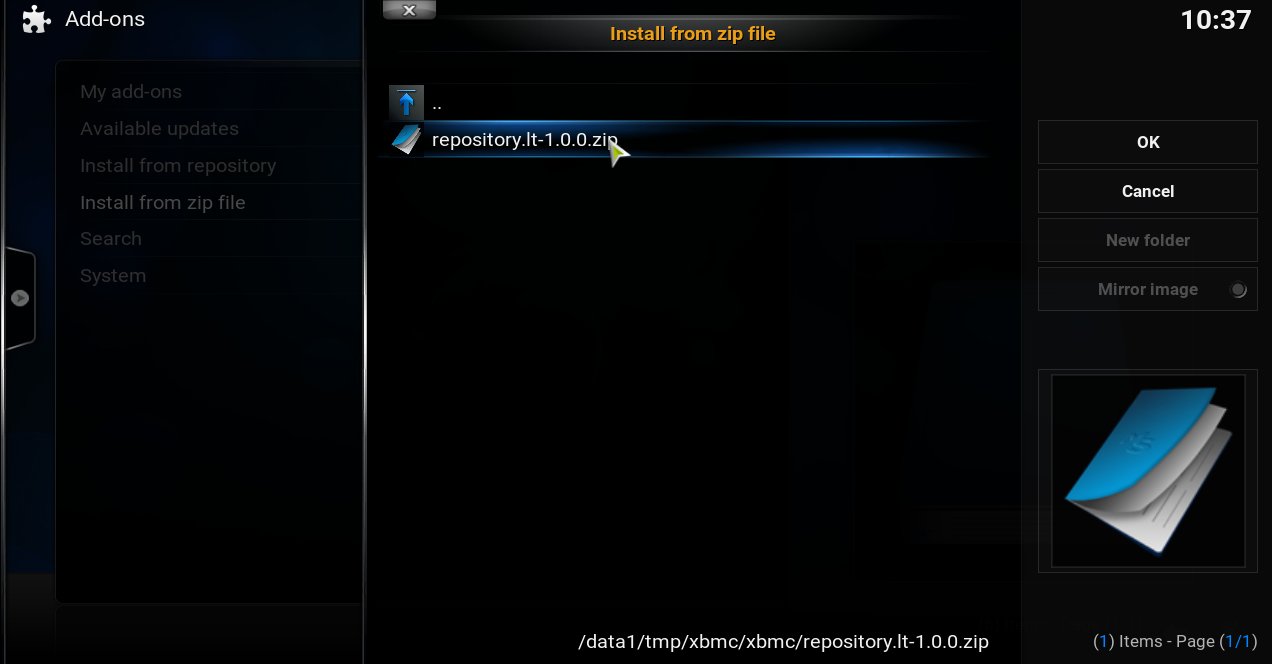 Add-ons
Install from zip file
10:37
My add-ons
Available updates
Install from repository
Install from zip file
Search
System
..
repository.lt-1.0.0.zip
OK
Cancel
New folder
Mirror image
/data1/tmp/xbmc/xbmc/repository.lt-1.0.0.zip
(1) Items - Page (1/1)